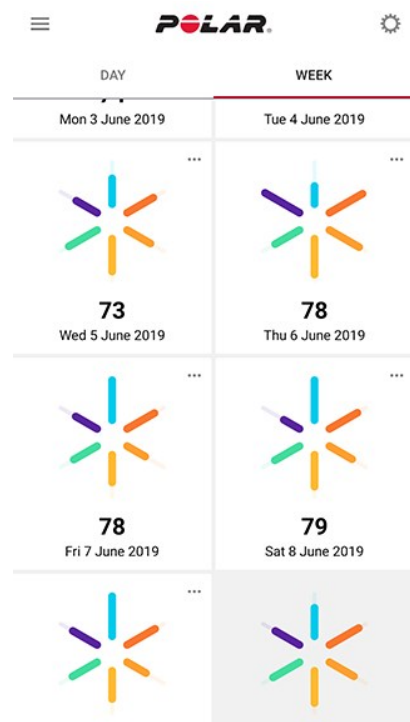 POLAR
DAY
WEEK
Mon 3 June 2019
Tue 4 June 2019
73
Wed 5 June 2019
78
Thu 6 June 2019
78
Fri 7 June 2019
79
Sat 8 June 2019